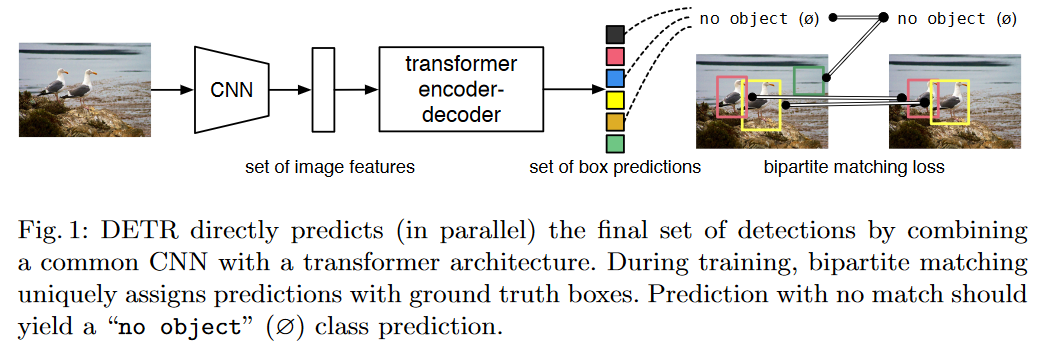 no object (ø) no object (ø)
CNN
transformer
encoder-
decoder
set of image features
set of box predictions
bipartite matching loss
Fig. 1: DETR directly predicts (in parallel) the final set of detections by combining
a common CNN with a transformer architecture. During training, bipartite matching
uniquely assigns predictions with ground truth boxes. Prediction with no match should
yield a “no object” (∅) class prediction.